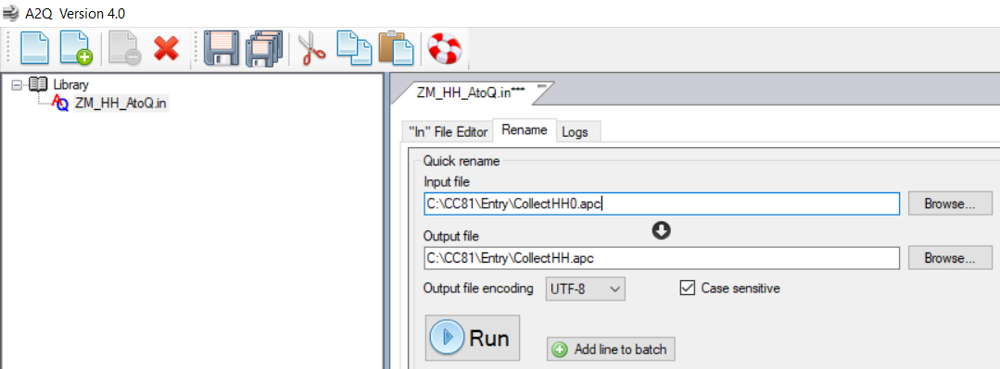 A2Q Version 4.0
Library
ZM_HH_AtoQ.in
ZM_HH_AtoQ.in***
"In" File Editor
Rename
Logs
Quick rename
Input file
C:\CC81\Entry\CollectHH0.apc
Browse...
Output file
C:\CC81\Entry\CollectHH.apc
Browse...
Output file encoding
UTF-8
Case sensitive
Run
Add line to batch